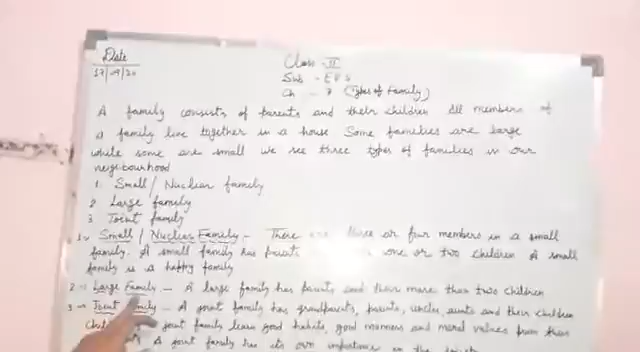 Date
Class - II
Sub - EVS
Ch - 7 (Types of Family)
A family consists of parents and their children All members of
a family live together in a house Some families are large
while some are small we see three types of families in our
neighbourhood
1. Small / Nuclear family
2 Large family
3 Joint family
1 Small / Nuclear Family - There are three or four members in a small
family. A small family has parents one or two children A small
family is a happy family
2 Large Family - A large family has parents and their more than two children
3 Joint Family - A joint family has grandparents, parents, uncles, aunts and their children
joint family learn good habits, good manners and moral values from their
A joint family has its own importance in the